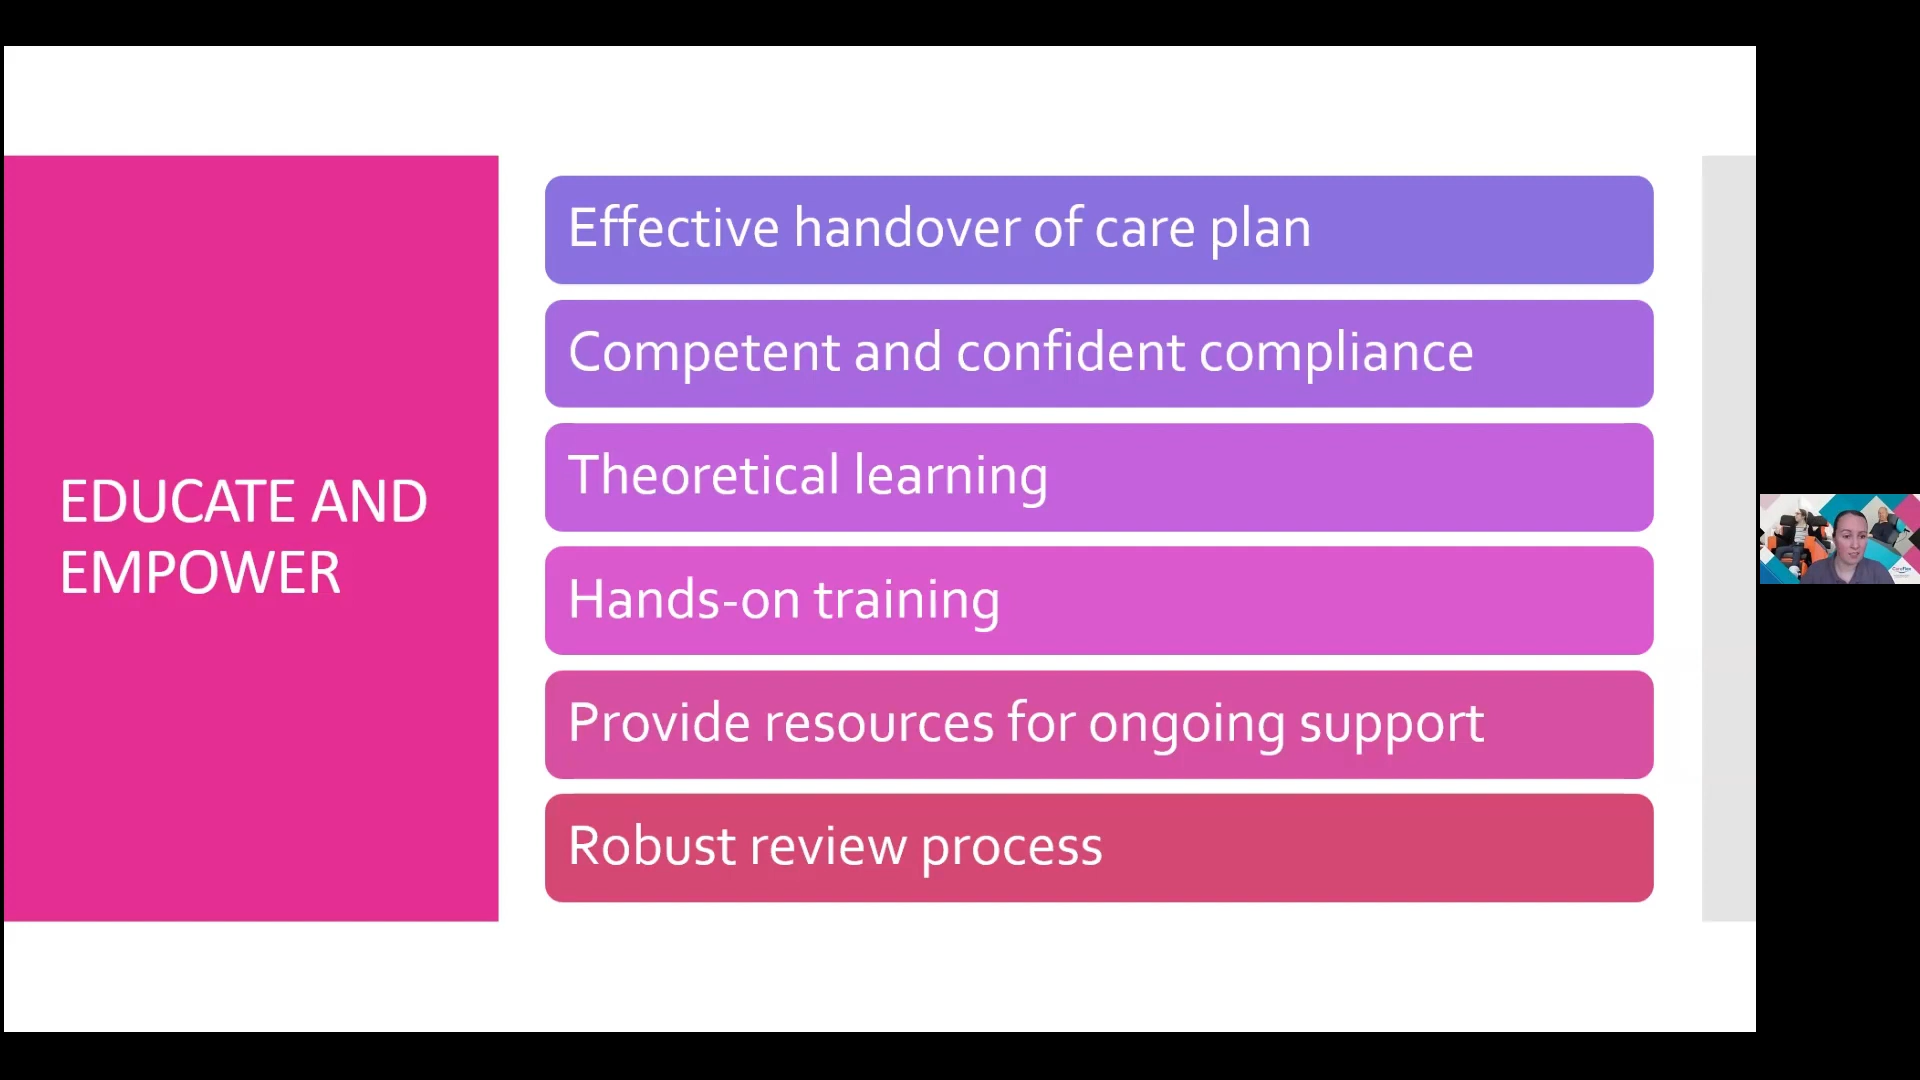 EDUCATE AND
EMPOWER
Effective handover of care plan
Competent and confident compliance
Theoretical learning
Hands-on training
Provide resources for ongoing support
Robust review process